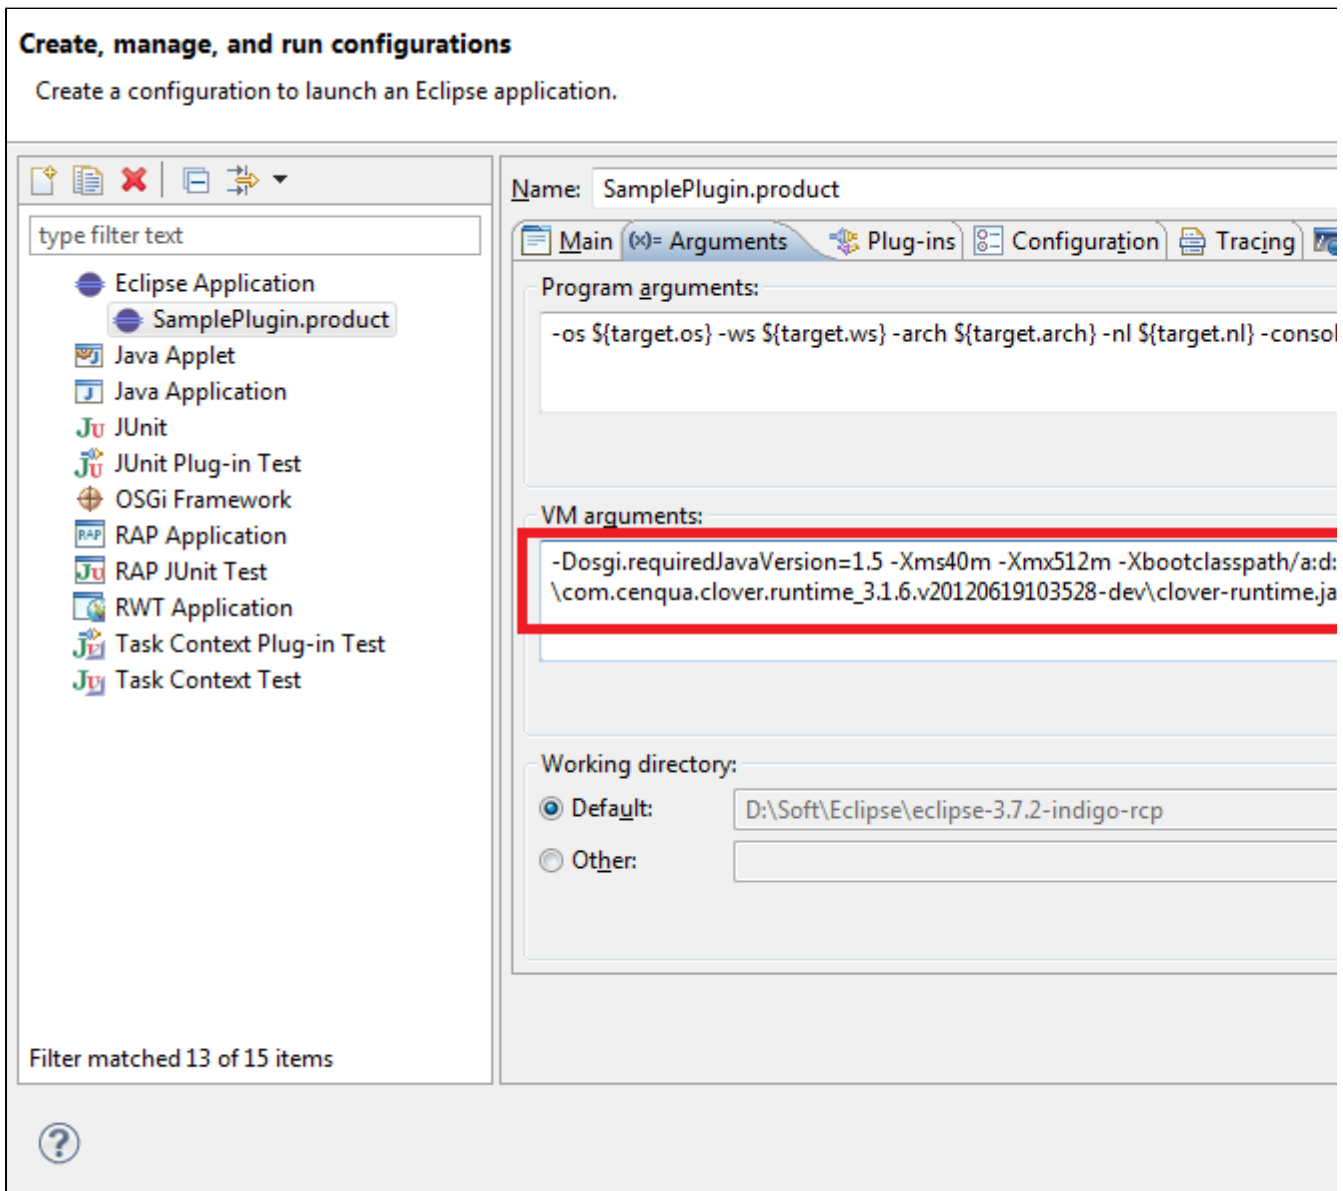 Create, manage, and run configurations
Create a configuration to launch an Eclipse application.
type filter text
Eclipse Application
SamplePlugin.product
Java Applet
Java Application
JUnit
JUnit Plug-in Test
OSGi Framework
RAP Application
RAP JUnit Test
RWT Application
Task Context Plug-in Test
Task Context Test
Filter matched 13 of 15 items
Name: SamplePlugin.product
Main (x)= Arguments Plug-ins Configuration Tracing
Program arguments:
-os ${target.os} -ws ${target.ws} -arch ${target.arch} -nl ${target.nl} -consol
VM arguments:
-Dosgi.requiredJavaVersion=1.5 -Xms40m -Xmx512m -Xbootclasspath/a:d:
\com.cenqua.clover.runtime_3.1.6.v20120619103528-dev\clover-runtime.ja
Working directory:
Default: D:\Soft\Eclipse\eclipse-3.7.2-indigo-rcp
Other: